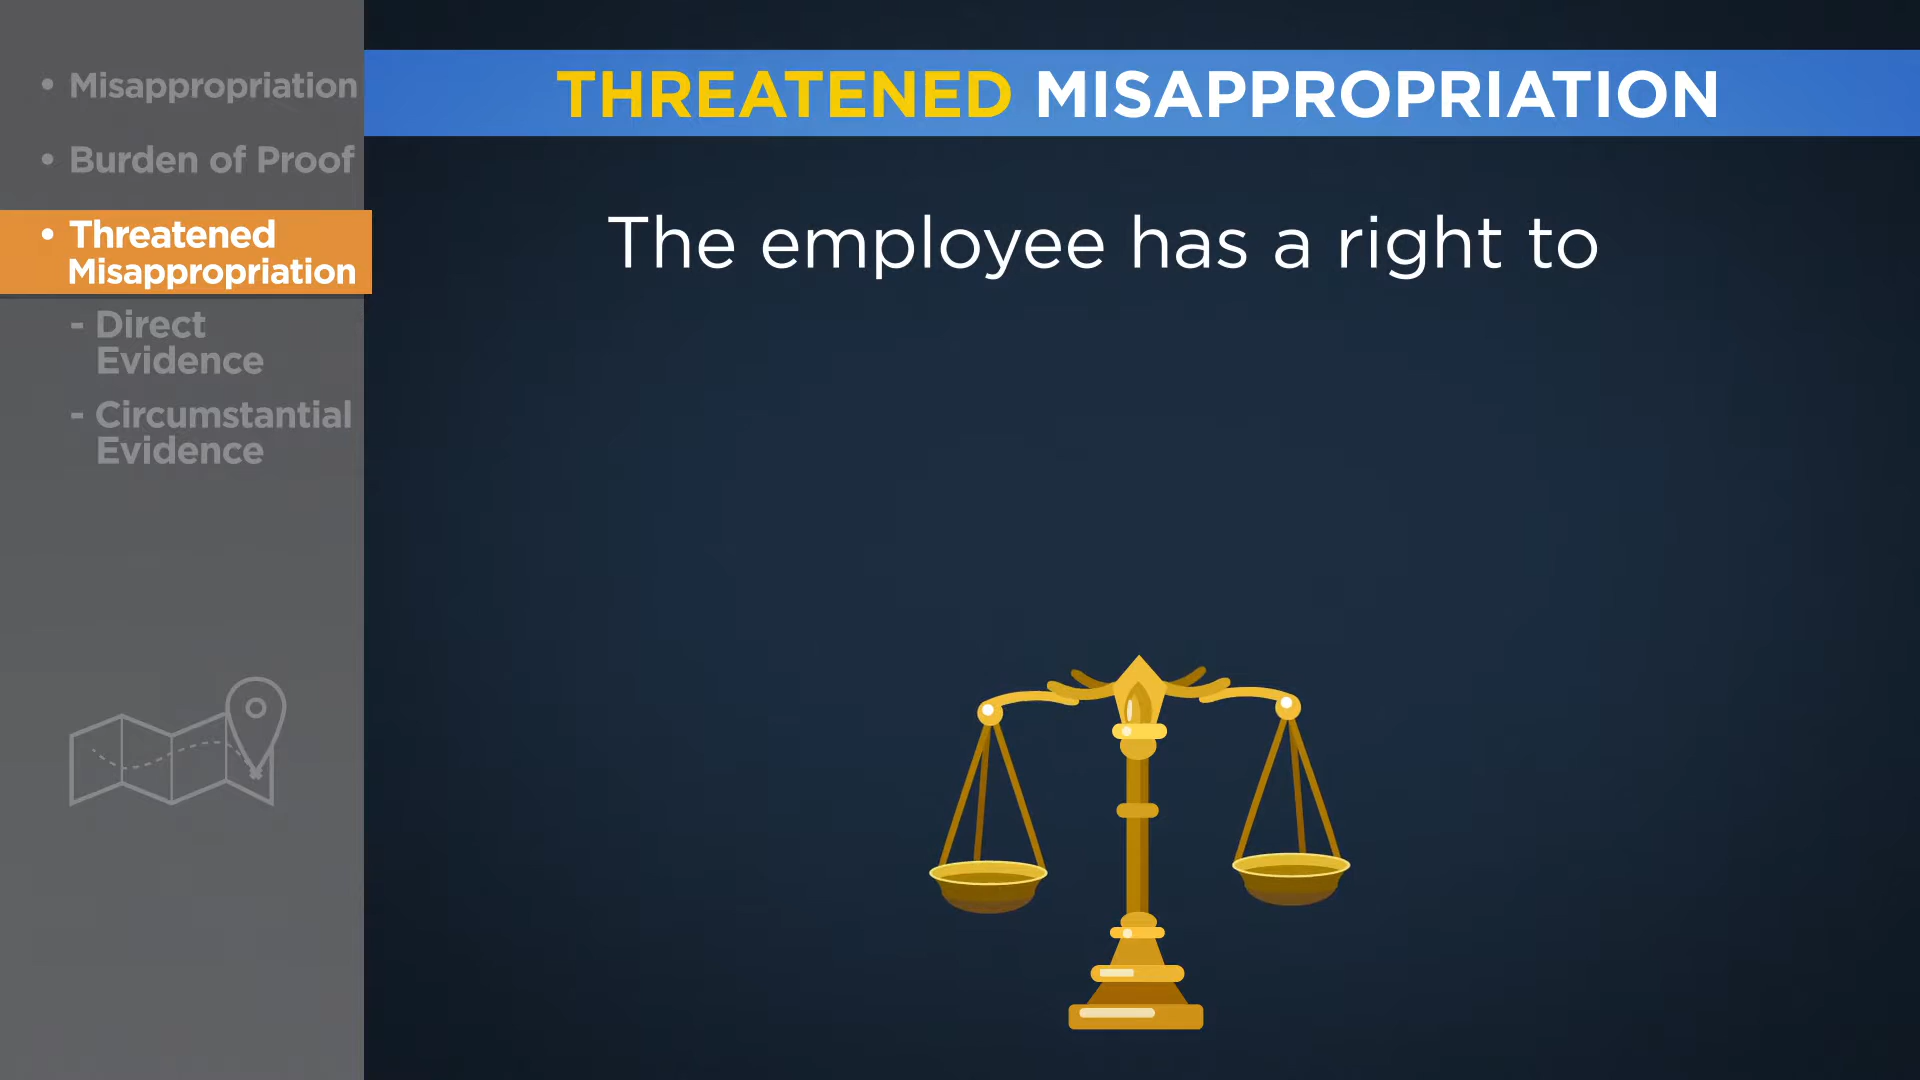 • Misappropriation
• Burden of Proof
• Threatened
Misappropriation
- Direct
Evidence
- Circumstantial
Evidence
THREATENED MISAPPROPRIATION
The employee has a right to